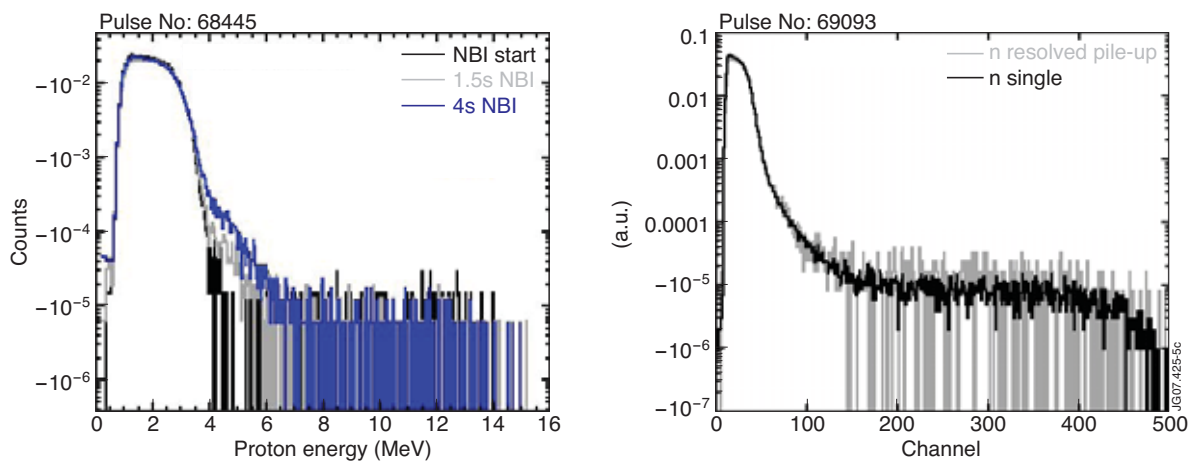 Pulse No: 68445
NBI start
1.5s NBI
4s NBI
−10⁻²
−10⁻³
−10⁻⁴
−10⁻⁵
−10⁻⁶
Counts
0 2 4 6 8 10 12 14 16
Proton energy (MeV)
Pulse No: 69093
n resolved pile-up
n single
0.1
0.01
0.001
0.0001
−10⁻⁵
−10⁻⁶
−10⁻⁷
(a.u.)
0 100 200 300 400 500
Channel
JG07.425-5c